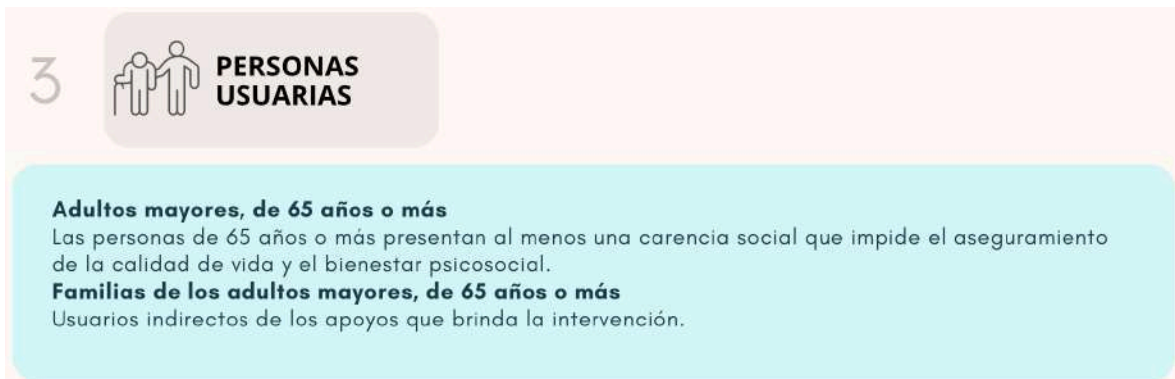 3
PERSONAS
USUARIAS
Adultos mayores, de 65 años o más
Las personas de 65 años o más presentan al menos una carencia social que impide el aseguramiento
de la calidad de vida y el bienestar psicosocial.
Familias de los adultos mayores, de 65 años o más
Usuarios indirectos de los apoyos que brinda la intervención.